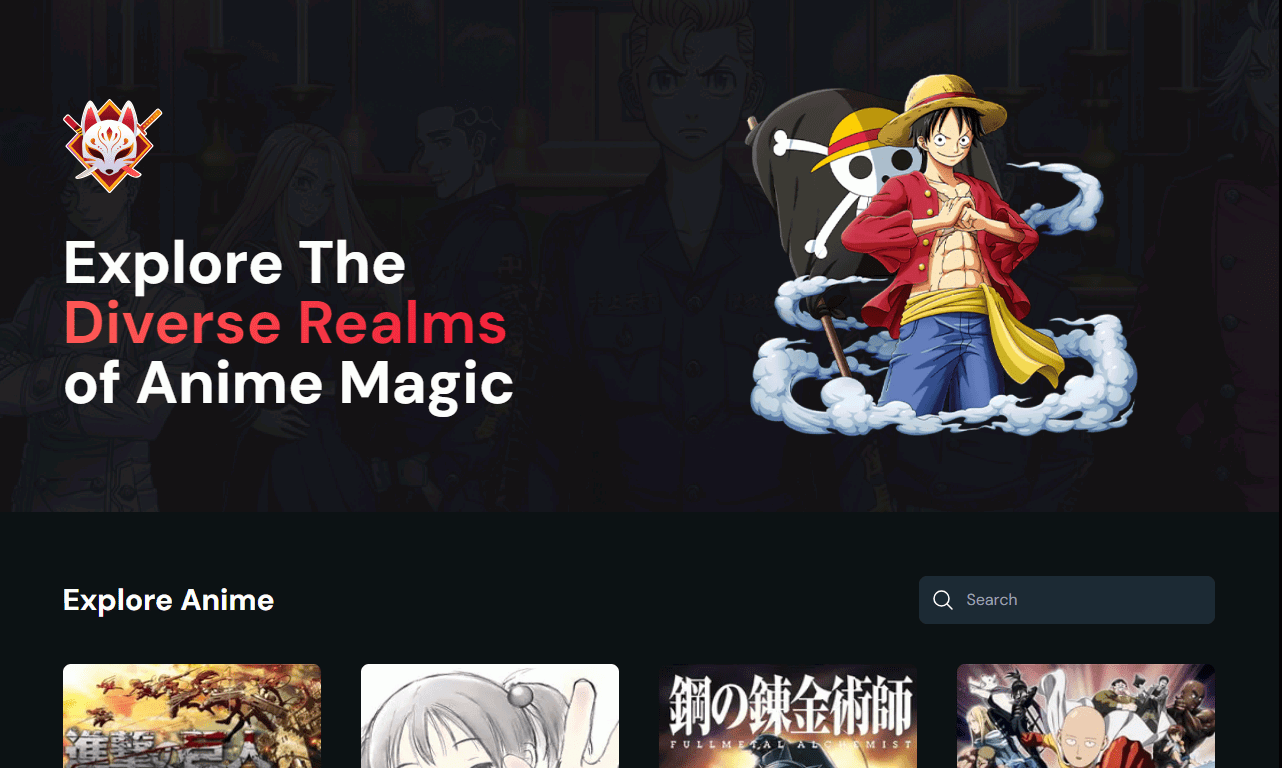 Explore The
Diverse Realms
of Anime Magic
Explore Anime
Search
進撃の巨人
鋼の錬金術師
FULLMETAL ALCHEMIST